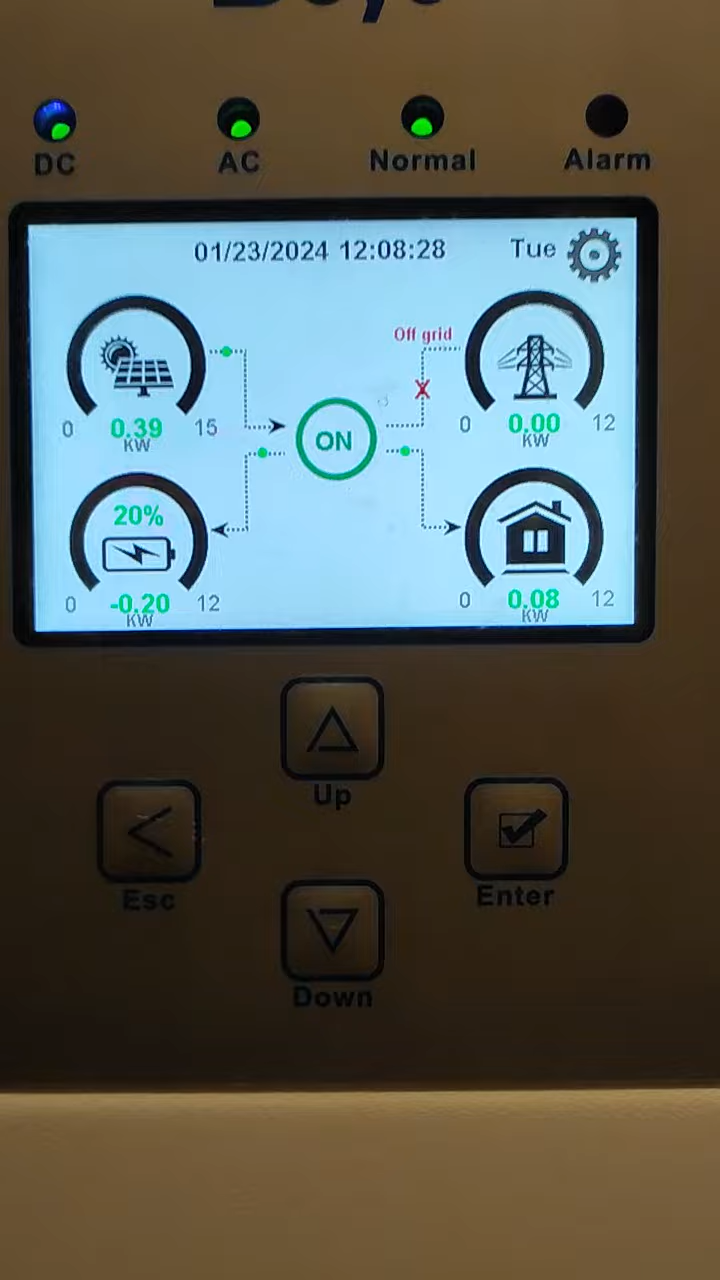 DC AC Normal Alarm
01/23/2024 12:08:28 Tue
Off grid
0 0.39 15
KW
ON
0 0.00 12
KW
20%
0 -0.20 12
KW
0 0.08 12
KW
Up
Esc
Enter
Down